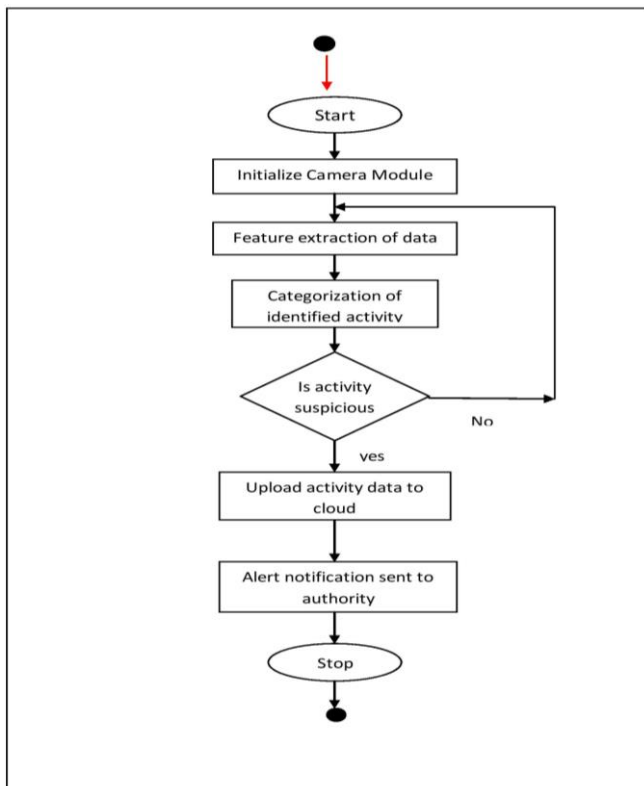 Start
Initialize Camera Module
Feature extraction of data
Categorization of
identified activity
Is activity
suspicious
No
yes
Upload activity data to
cloud
Alert notification sent to
authority
Stop